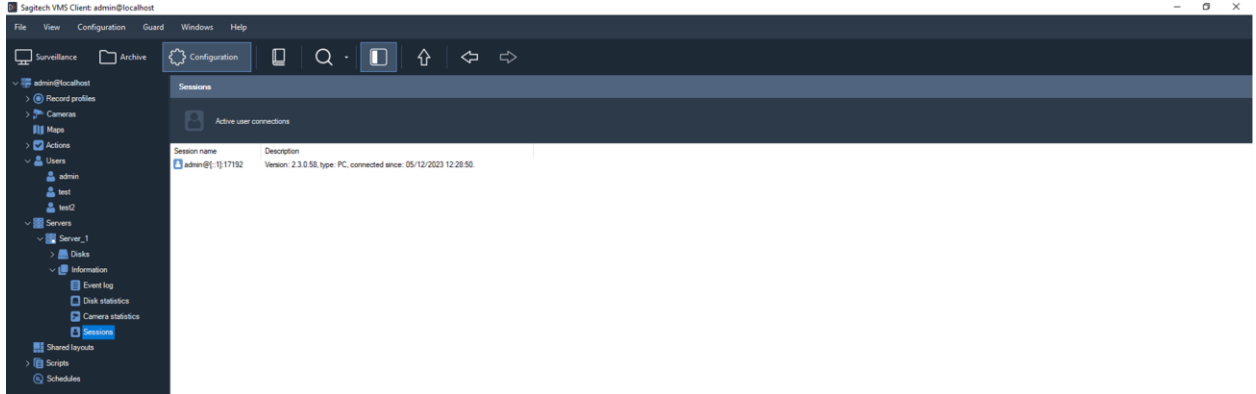 Sagitech VMS Client: admin@localhost
File View Configuration Guard Windows Help
Surveillance Archive Configuration
admin@localhost
Record profiles
Cameras
Maps
Actions
Users
admin
test
test2
Servers
Server_1
Disks
Information
Event log
Disk statistics
Camera statistics
Sessions
Shared layouts
Scripts
Schedules
Sessions
Active user connections
Session name Description
admin@[::1]:17192 Version: 2.3.0.58, type: PC, connected since: 05/12/2023 12:28:50.